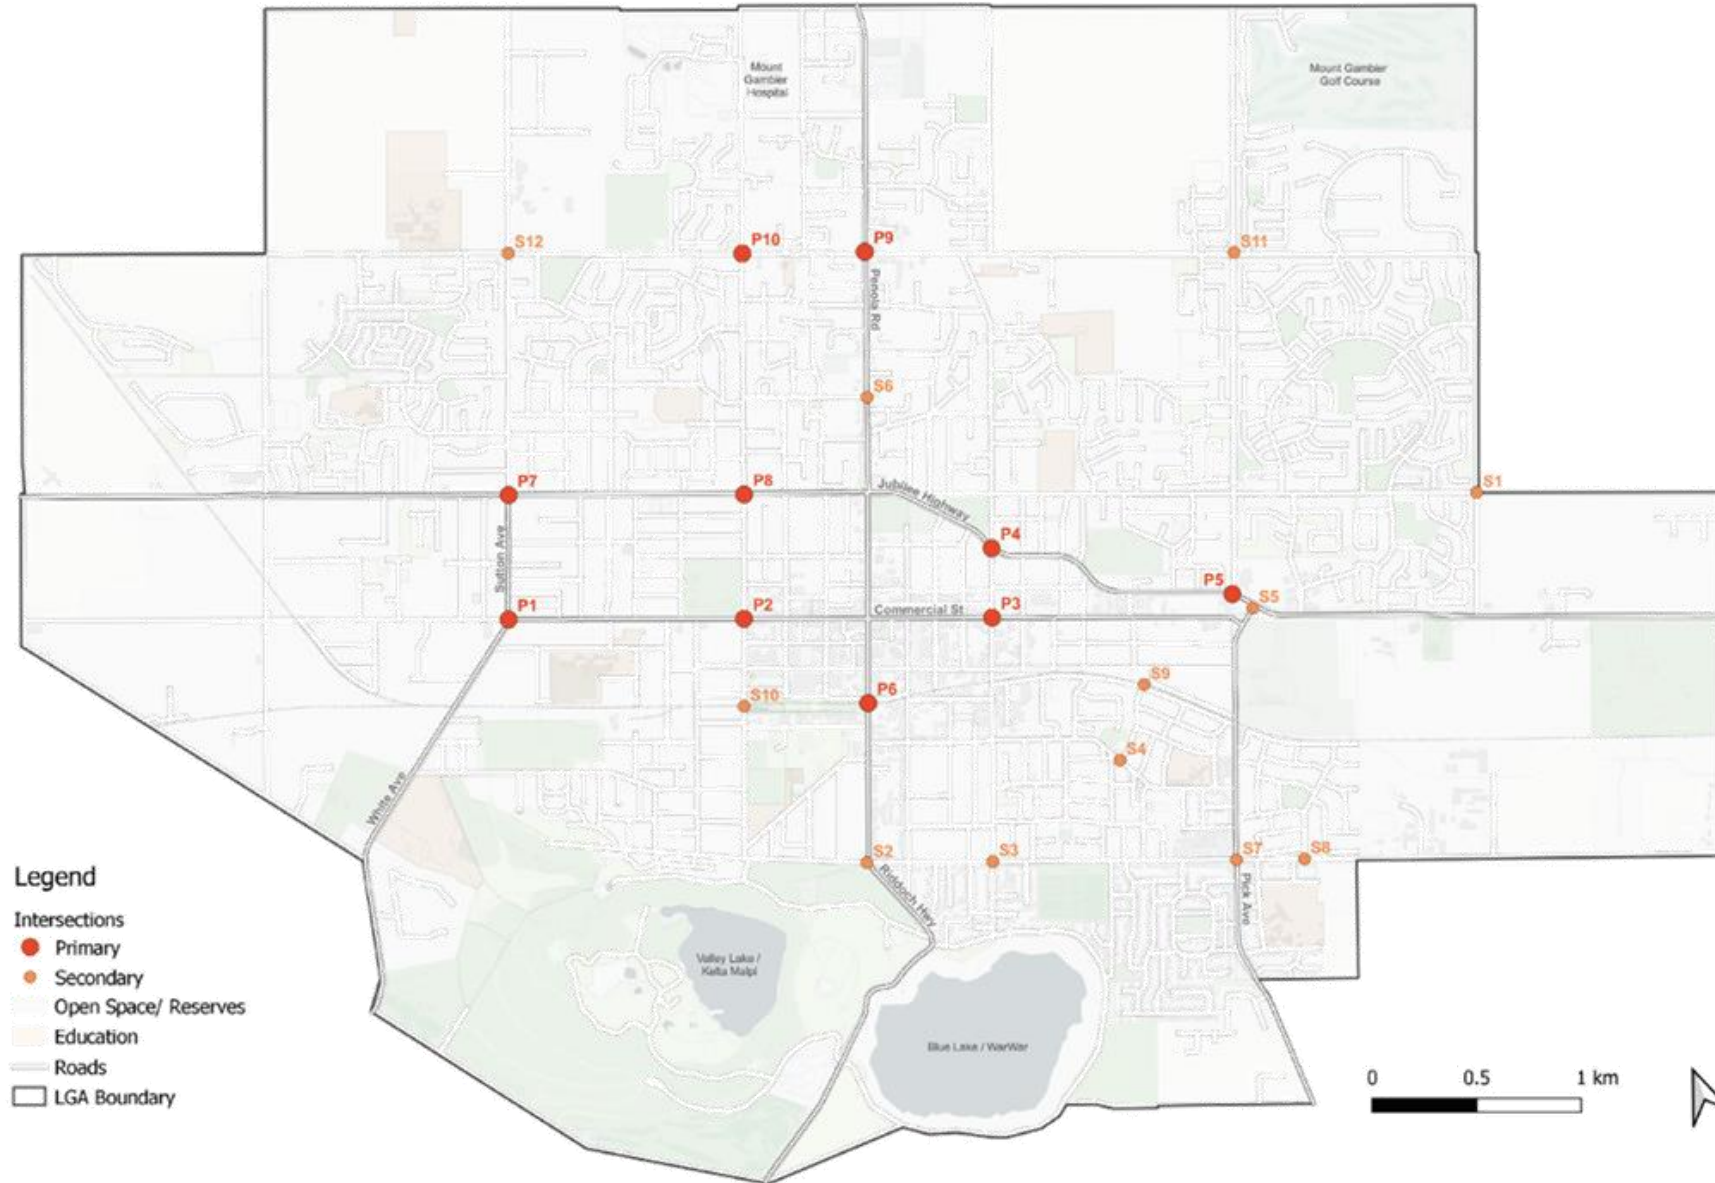 Mount
Gambier
Hospital
Mount Gambier
Golf Course
S12
P10
P9
S11
Penola Rd
S6
P7
P8
Jubilee Highway
S1
Sutton Ave
P4
P5
S5
P1
P2
Commercial St
P3
S10
P6
S9
S4
White Ave
S2
S3
S7
S8
Riddoch Hwy
Pick Ave
Valley Lake /
Keilta Malpi
Blue Lake / WarWar
Legend
Intersections
Primary
Secondary
Open Space/ Reserves
Education
Roads
LGA Boundary
0 0.5 1 km